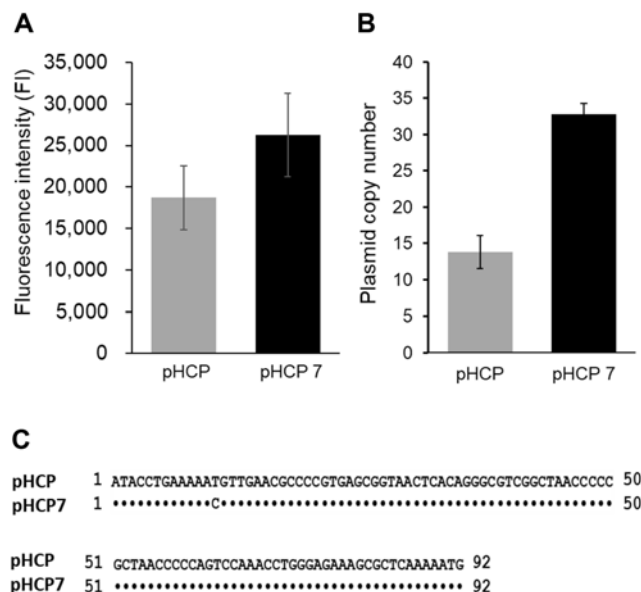 A
Fluorescence intensity (FI)
35,000
30,000
25,000
20,000
15,000
10,000
5,000
0
pHCP
pHCP 7
B
Plasmid copy number
40
35
30
25
20
15
10
5
0
pHCP
pHCP 7
C
pHCP 1 ATACCTGAAAAATGTTGAACGCCCCGTGAGCGGTAACTCACAGGGCGTCGGCTAACCCCC 50
pHCP7 1 ••••••••••••C••••••••••••••••••••••••••••••••••••••••••••••• 50
pHCP 51 GCTAACCCCCAGTCCAAACCTGGGAGAAAGCGCTCAAAAATG 92
pHCP7 51 •••••••••••••••••••••••••••••••••••••••••• 92